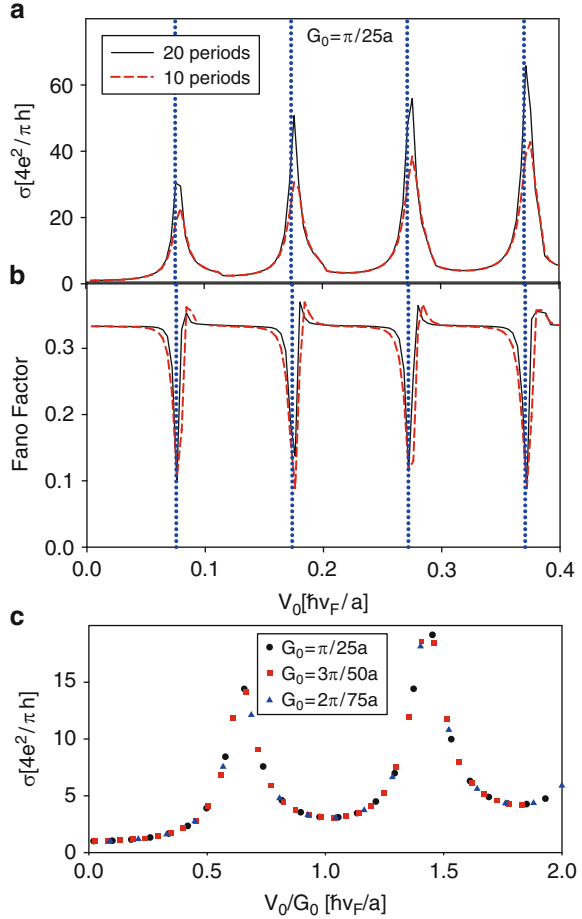 a
G₀=π/25a
20 periods
10 periods
σ[4e²/πh)
60
40
20
0
b
Fano Factor
0.3
0.2
0.1
0.0
0.0 0.1 0.2 0.3 0.4
V₀[ħv_F/a]
c
G₀=π/25a
G₀=3π/50a
G₀=2π/75a
σ[4e²/πh)
15
10
5
0
0.0 0.5 1.0 1.5 2.0
V₀/G₀ [ħv_F/a]